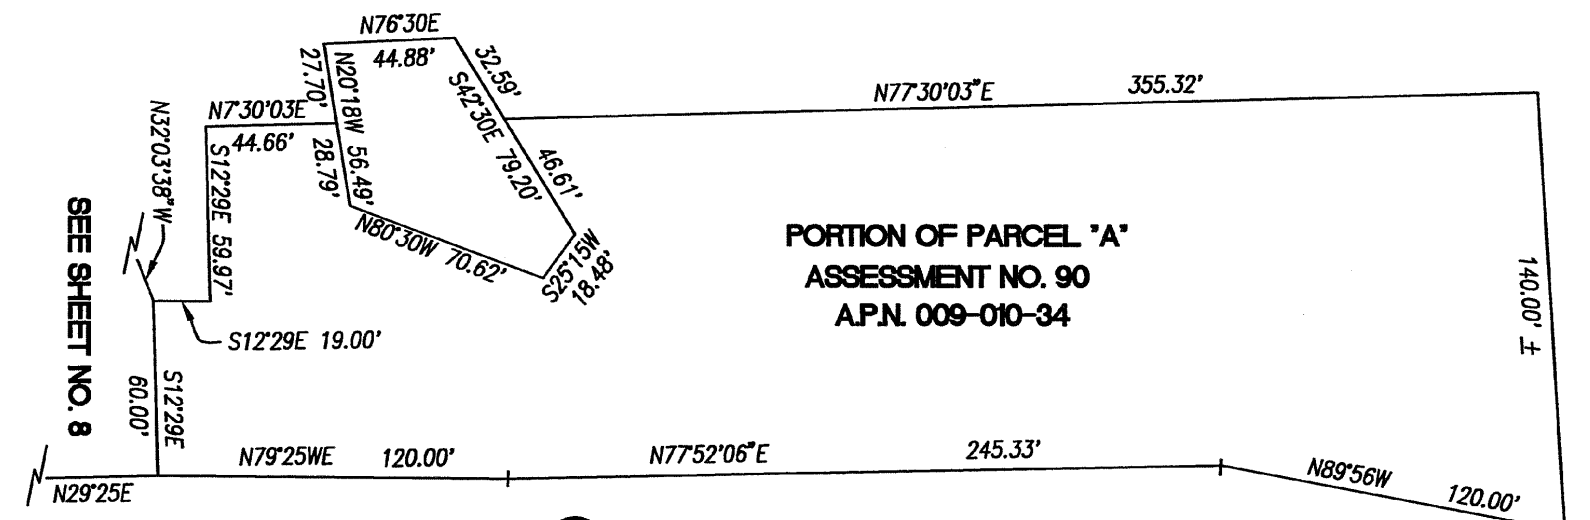 N76°30E
44.88'
27.70'
N20°18W 56.49'
28.79'
32.59'
S42°30E 79.20'
46.61'
N77°30'03"E 355.32'
N7°30'03E
44.66'
N32°03'38"W
S12°29E 59.97'
N80°30W 70.62'
S25°15W
18.48'
PORTION OF PARCEL "A"
ASSESSMENT NO. 90
A.P.N. 009-010-34
140.00' ±
SEE SHEET NO. 8
S12°29E 19.00'
S12°29E
60.00'
N79°25WE 120.00'
N77°52'06"E 245.33'
N89°56W 120.00'
N29°25E